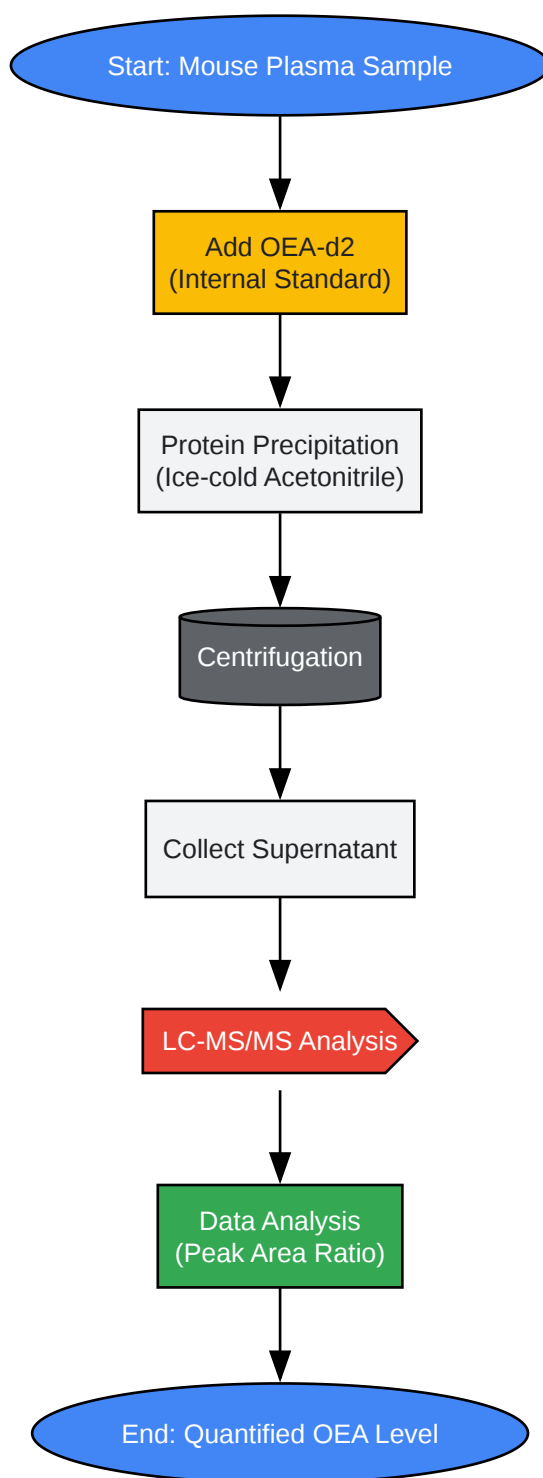 Start: Mouse Plasma Sample
Add OEA-d2
(Internal Standard)
Protein Precipitation
(Ice-cold Acetonitrile)
Centrifugation
Collect Supernatant
LC-MS/MS Analysis
Data Analysis
(Peak Area Ratio)
End: Quantified OEA Level